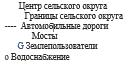 Центр сельского округа
Границы сельского округа
---- Автомобильные дороги
Мосты
G Землепользователи
о Водоснабжение